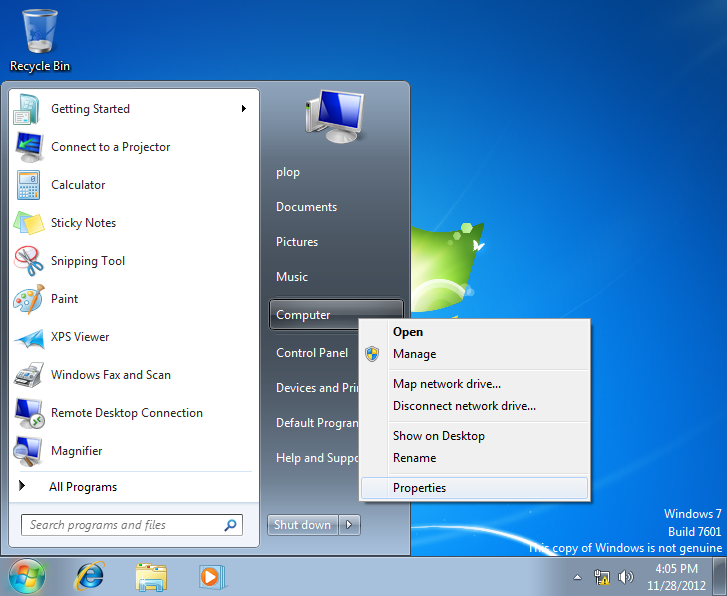 Recycle Bin
Getting Started
Connect to a Projector
Calculator
Sticky Notes
Snipping Tool
Paint
XPS Viewer
Windows Fax and Scan
Remote Desktop Connection
Magnifier
All Programs
Search programs and files
plop
Documents
Pictures
Music
Computer
Control Panel
Devices and Prin
Default Program
Help and Suppo
Shut down
Open
Manage
Map network drive...
Disconnect network drive...
Show on Desktop
Rename
Properties
Windows 7
Build 7601
This copy of Windows is not genuine
4:05 PM
11/28/2012